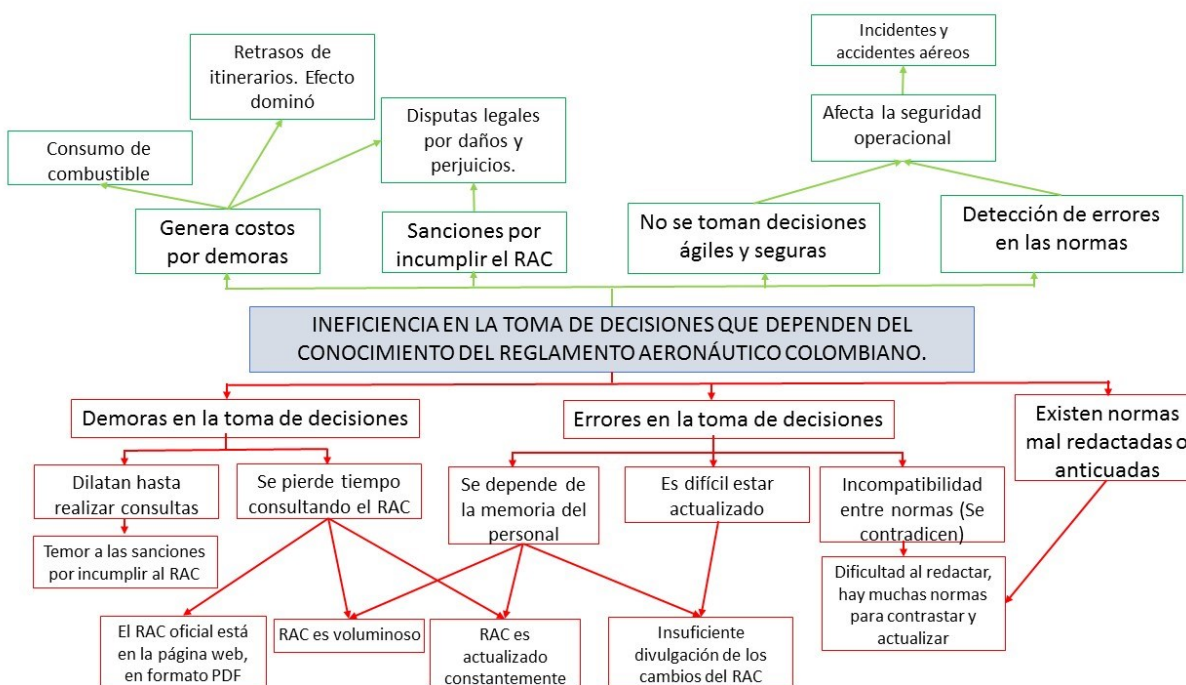 Incidentes y
accidentes aéreos
Retrasos de
itinerarios. Efecto
dominó
Disputas legales
por daños y
perjuicios.
Afecta la seguridad
operacional
Consumo de
combustible
Genera costos
por demoras
Sanciones por
incumplir el RAC
No se toman decisiones
ágiles y seguras
Detección de errores
en las normas
INEFICIENCIA EN LA TOMA DE DECISIONES QUE DEPENDEN DEL
CONOCIMIENTO DEL REGLAMENTO AERONÁUTICO COLOMBIANO.
Demoras en la toma de decisiones
Errores en la toma de decisiones
Existen normas
mal redactadas o
anticuadas
Dilatan hasta
realizar consultas
Se pierde tiempo
consultando el RAC
Se depende de
la memoria del
personal
Es difícil estar
actualizado
Incompatibilidad
entre normas (Se
contradicen)
Temor a las sanciones
por incumplir al RAC
Dificultad al redactar,
hay muchas normas
para contrastar y
actualizar
El RAC oficial está
en la página web,
en formato PDF
RAC es voluminoso
RAC es
actualizado
constantemente
Insuficiente
divulgación de los
cambios del RAC